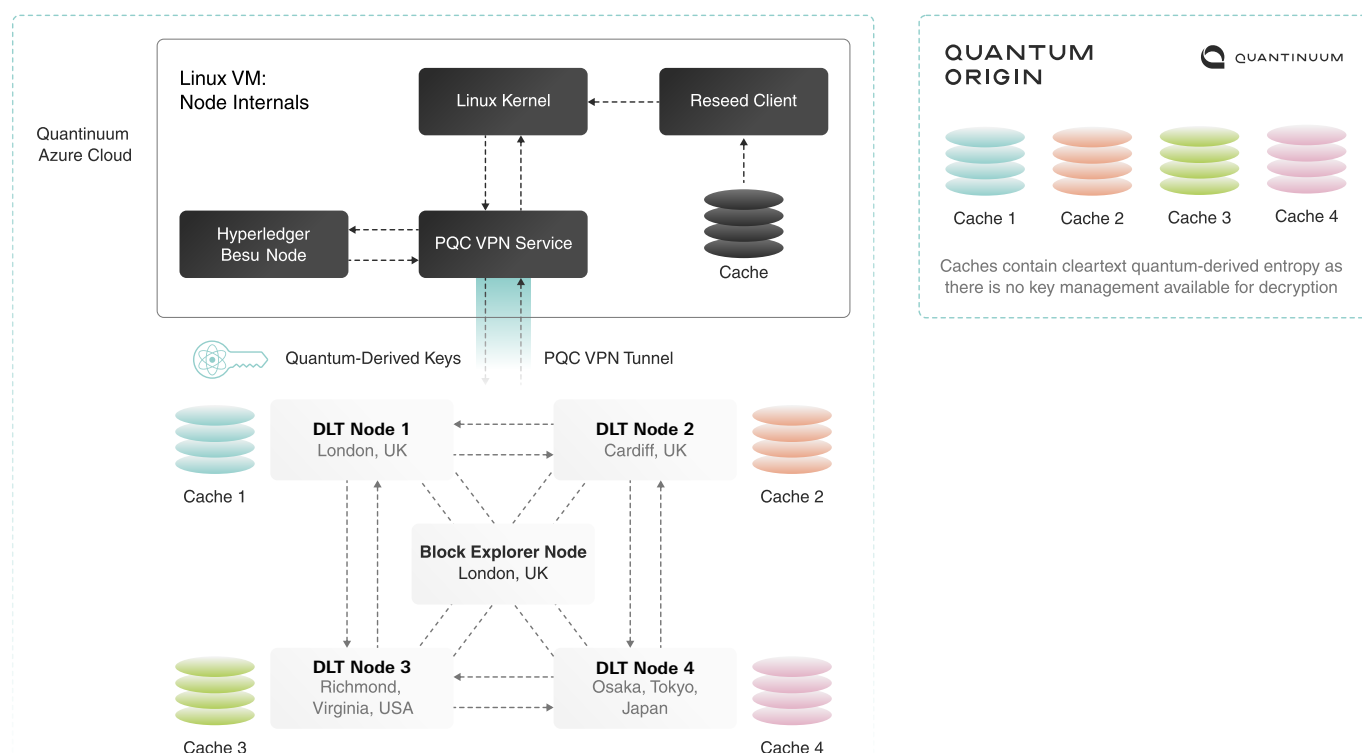 Quantinuum
Azure Cloud
Linux VM:
Node Internals
Linux Kernel
Reseed Client
Hyperledger
Besu Node
PQC VPN Service
Cache
Quantum-Derived Keys
PQC VPN Tunnel
DLT Node 1
London, UK
DLT Node 2
Cardiff, UK
Cache 1
Cache 2
Block Explorer Node
London, UK
DLT Node 3
Richmond,
Virginia, USA
DLT Node 4
Osaka, Tokyo,
Japan
Cache 3
Cache 4
QUANTUM
ORIGIN
QUANTINUUM
Cache 1
Cache 2
Cache 3
Cache 4
Caches contain cleartext quantum-derived entropy as
there is no key management available for decryption